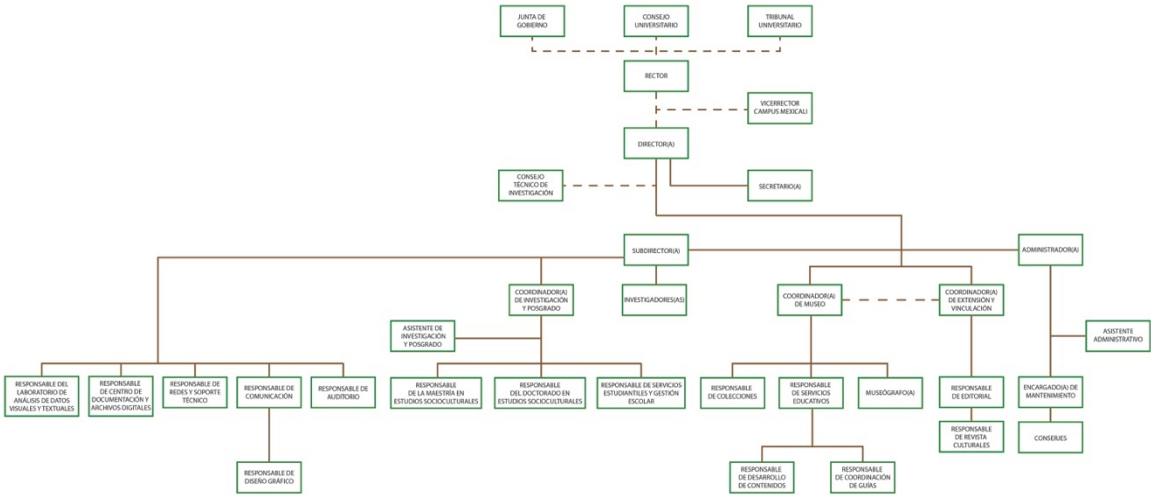 JUNTA DE
GOBIERNO
CONSEJO
UNIVERSITARIO
TRIBUNAL
UNIVERSITARIO
RECTOR
VICERRECTOR
CAMPUS MEXICALI
DIRECTOR(A)
CONSEJO
TÉCNICO DE
INVESTIGACIÓN
SECRETARIO(A)
SUBDIRECTOR(A)
ADMINISTRADOR(A)
COORDINADOR(A)
DE INVESTIGACIÓN
Y POSGRADO
INVESTIGADORES(AS)
COORDINADOR(A)
DE MUSEO
COORDINADOR(A)
DE EXTENSIÓN Y
VINCULACIÓN
ASISTENTE DE
INVESTIGACIÓN
Y POSGRADO
ASISTENTE
ADMINISTRATIVO
RESPONSABLE DEL
LABORATORIO DE
ANÁLISIS DE DATOS
VISUALES Y TEXTUALES
RESPONSABLE
DE CENTRO DE
DOCUMENTACIÓN Y
ARCHIVOS DIGITALES
RESPONSABLE DE
REDES Y SOPORTE
TÉCNICO
RESPONSABLE DE
COMUNICACIÓN
RESPONSABLE DE
AUDITORIO
RESPONSABLE
DE LA MAESTRÍA EN
ESTUDIOS SOCIOCULTURALES
RESPONSABLE
DEL DOCTORADO EN
ESTUDIOS SOCIOCULTURALES
RESPONSABLE DE SERVICIOS
ESTUDIANTILES Y GESTIÓN
ESCOLAR
RESPONSABLE
DE COLECCIONES
RESPONSABLE
DE SERVICIOS
EDUCATIVOS
MUSEÓGRAFO(A)
RESPONSABLE
DE EDITORIAL
ENCARGADO(A) DE
MANTENIMIENTO
RESPONSABLE
DE REVISTA
CULTURALES
CONSERJES
RESPONSABLE DE
DISEÑO GRÁFICO
RESPONSABLE
DE DESARROLLO
DE CONTENIDOS
RESPONSABLE
DE COORDINACIÓN
DE GUÍAS